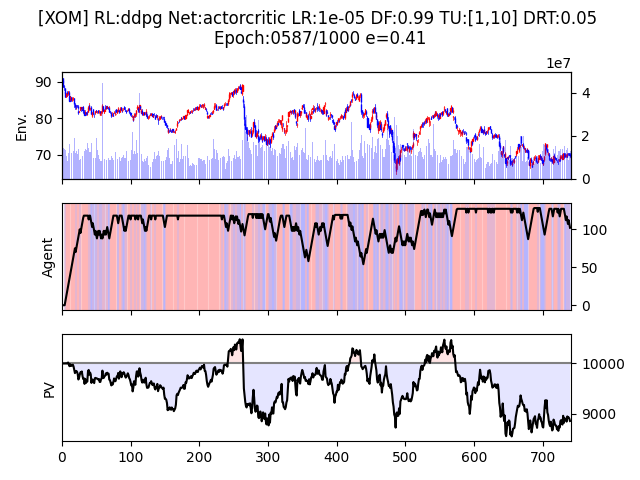 [XOM] RL:ddpg Net:actorcritic LR:1e-05 DF:0.99 TU:[1,10] DRT:0.05
Epoch:0587/1000 e=0.41
1e7
90
80
70
Env.
4
2
0
Agent
100
50
0
PV
10000
9000
0 100 200 300 400 500 600 700